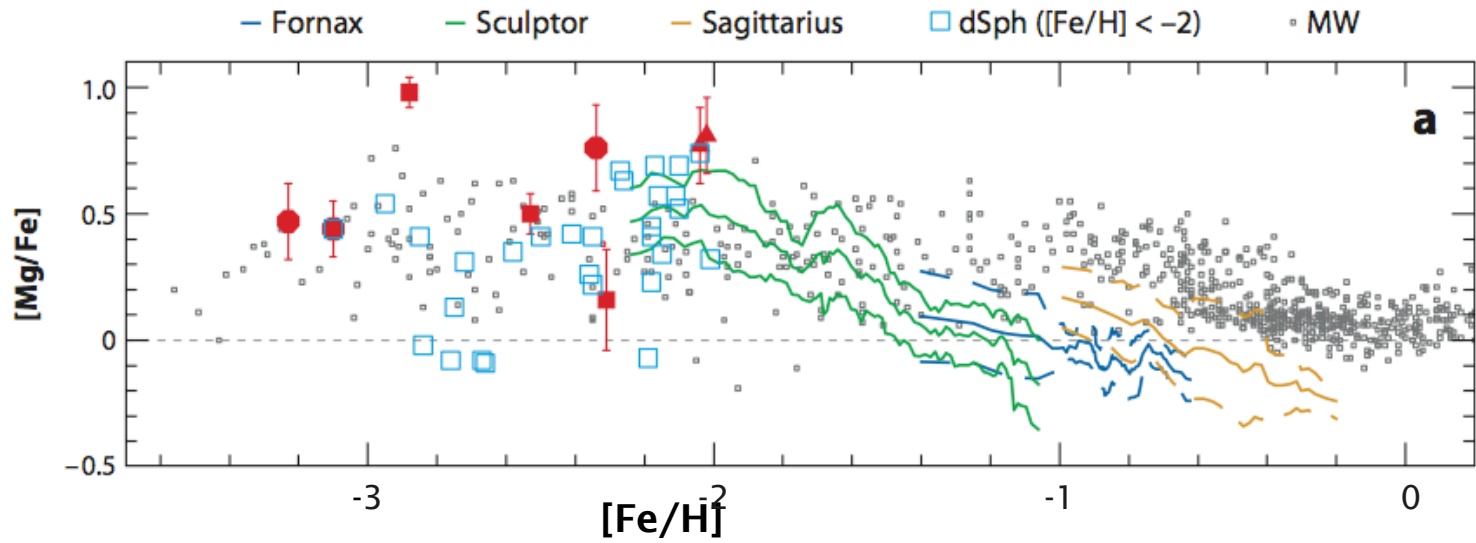 Fornax Sculptor Sagittarius dSph ([Fe/H] < –2) MW
a
1.0
0.5
0
–0.5
[Mg/Fe]
-3 -2 -1 0
[Fe/H]